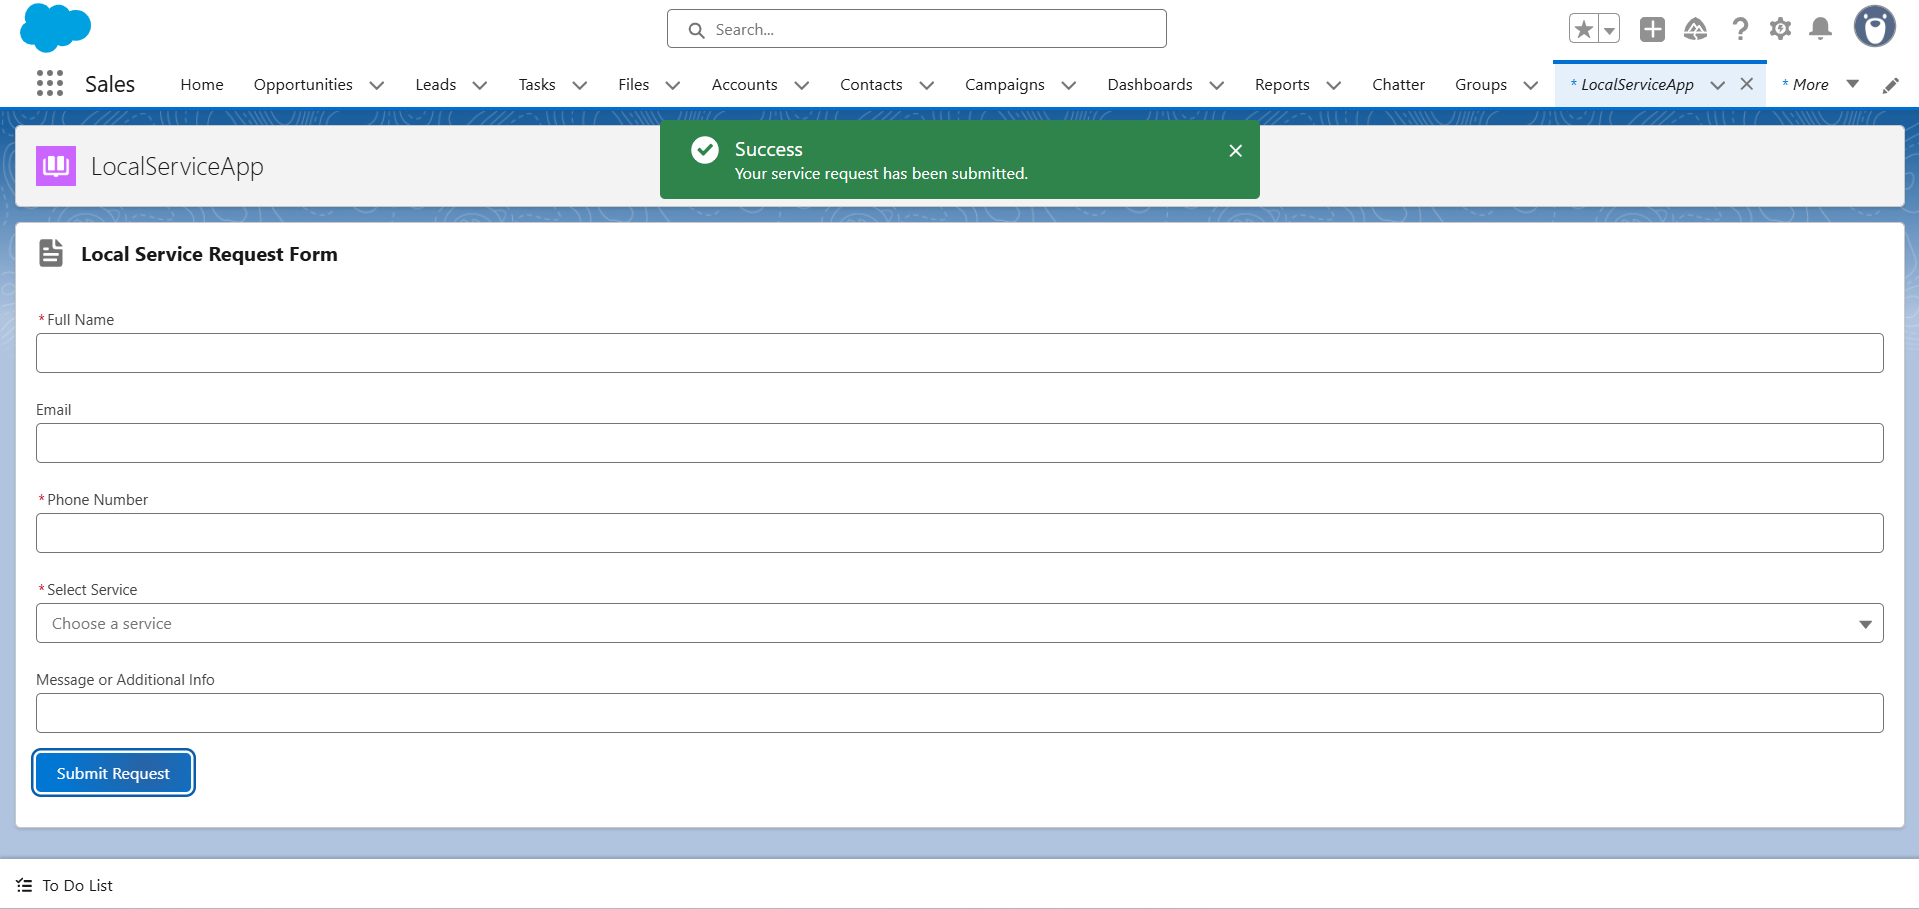 Search...
Sales
Home
Opportunities
Leads
Tasks
Files
Accounts
Contacts
Campaigns
Dashboards
Reports
Chatter
Groups
* LocalServiceApp
* More
LocalServiceApp
Success
Your service request has been submitted.
Local Service Request Form
*Full Name
Email
*Phone Number
*Select Service
Choose a service
Message or Additional Info
Submit Request
To Do List